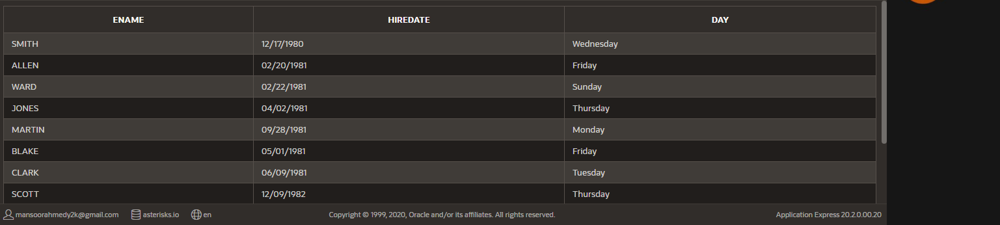 ENAME HIREDATE DAY
SMITH 12/17/1980 Wednesday
ALLEN 02/20/1981 Friday
WARD 02/22/1981 Sunday
JONES 04/02/1981 Thursday
MARTIN 09/28/1981 Monday
BLAKE 05/01/1981 Friday
CLARK 06/09/1981 Tuesday
SCOTT 12/09/1982 Thursday
mansoorahmedy2k@gmail.com asterisks.io en Copyright © 1999, 2020, Oracle and/or its affiliates. All rights reserved. Application Express 20.2.0.00.20